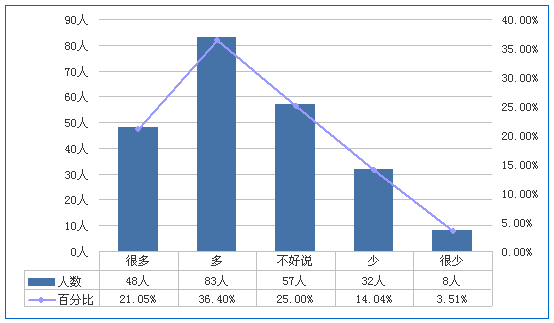 90人
80人
70人
60人
50人
40人
30人
20人
10人
0人
40.00%
35.00%
30.00%
25.00%
20.00%
15.00%
10.00%
5.00%
0.00%
很多 多 不好说 少 很少
人数 48人 83人 57人 32人 8人
百分比 21.05% 36.40% 25.00% 14.04% 3.51%